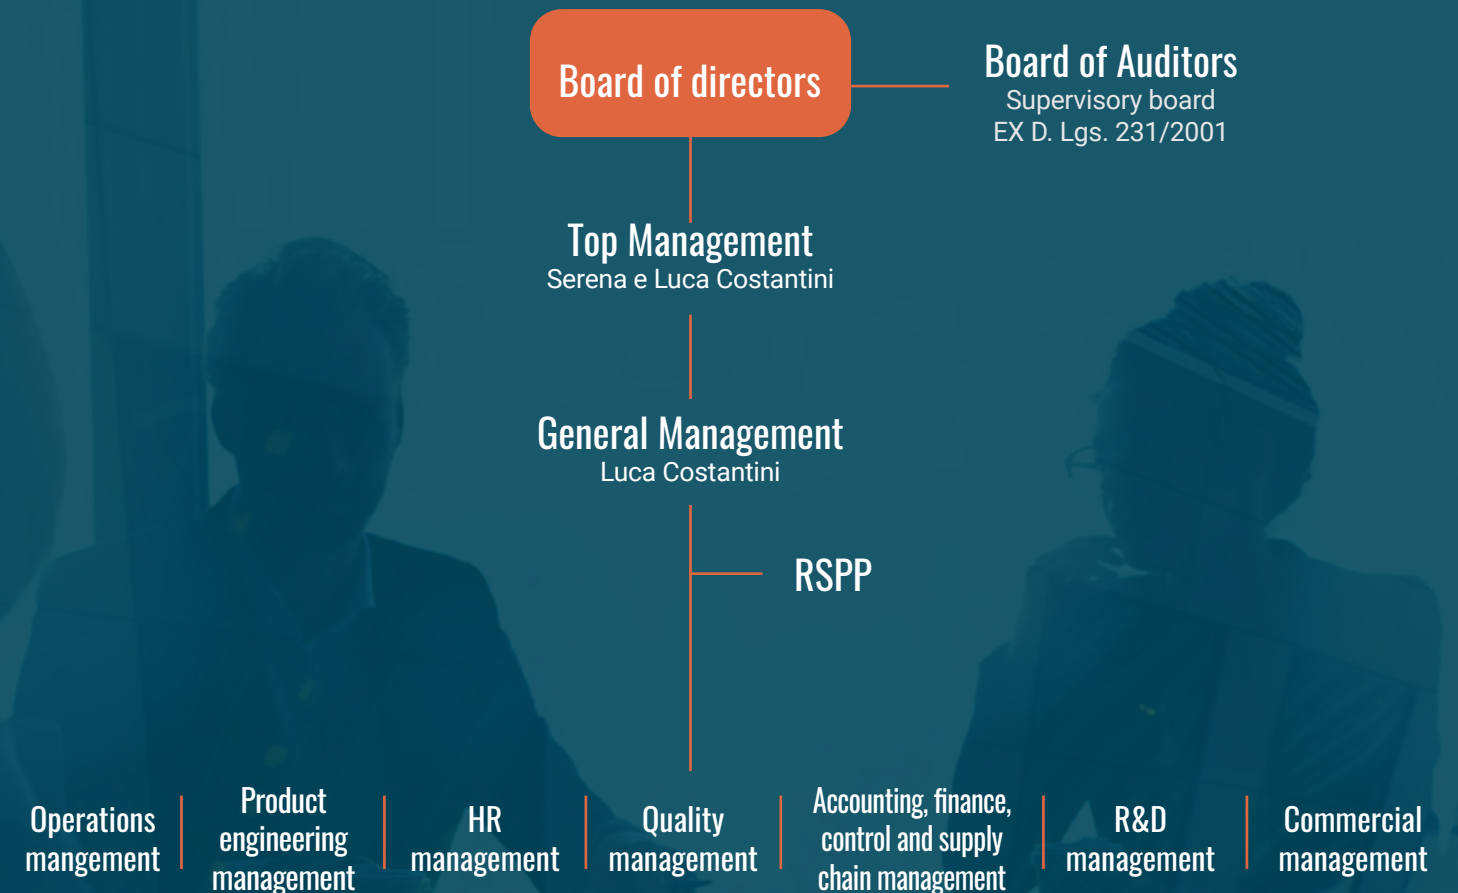 Board of directors
Board of Auditors
Supervisory board
EX D. Lgs. 231/2001
Top Management
Serena e Luca Costantini
General Management
Luca Costantini
RSPP
Operations
mangement
Product
engineering
management
HR
management
Quality
management
Accounting, finance,
control and supply
chain management
R&D
management
Commercial
management